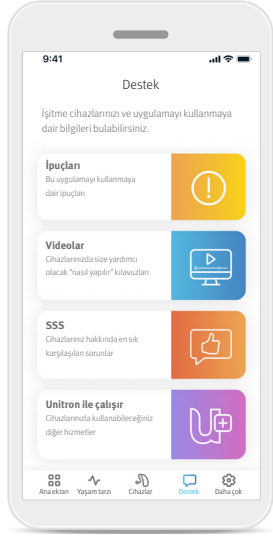 9:41
Destek
İşitme cihazlarınızı ve uygulamayı kullanmaya
dair bilgileri bulabilirsiniz.
İpuçları
Bu uygulamayı kullanmaya
dair ipuçları
Videolar
Cihazlarınızda size yardımcı
olacak "nasıl yapılır" kılavuzları
SSS
Cihazlarınız hakkında en sık
karşılaşılan sorunlar
Unitron ile çalışır
Cihazlarınızla kullanabileceğiniz
diğer hizmetler
Ana ekran Yaşam tarzı Cihazlar Destek Daha çok